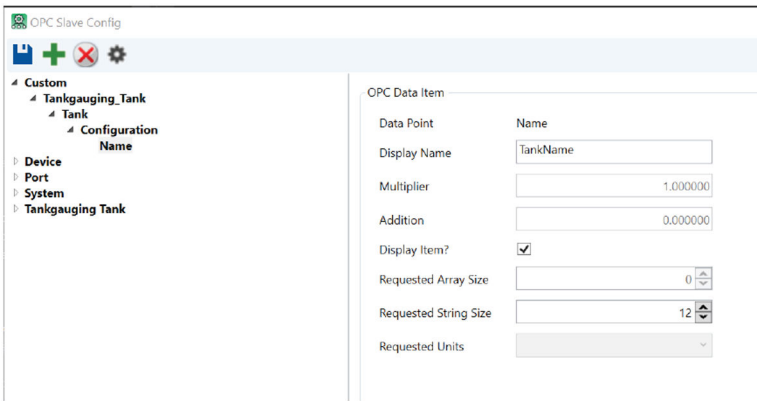 OPC Slave Config
Custom
Tankgauging_Tank
Tank
Configuration
Name
Device
Port
System
Tankgauging Tank
OPC Data Item
Data Point Name
Display Name TankName
Multiplier 1.000000
Addition 0.000000
Display Item?
Requested Array Size 0
Requested String Size 12
Requested Units